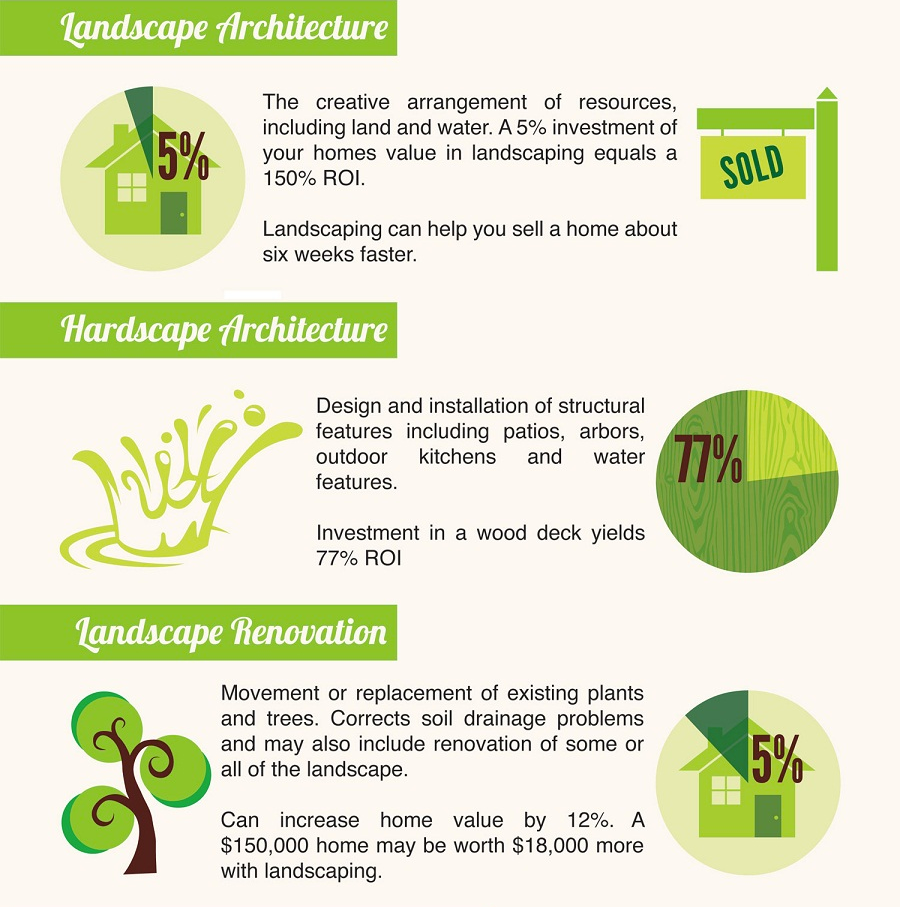 Landscape Architecture
5%
The creative arrangement of resources,
including land and water. A 5% investment of
your homes value in landscaping equals a
150% ROI.
Landscaping can help you sell a home about
six weeks faster.
SOLD
Hardscape Architecture
Design and installation of structural
features including patios, arbors,
outdoor kitchens and water
features.
Investment in a wood deck yields
77% ROI
77%
Landscape Renovation
Movement or replacement of existing plants
and trees. Corrects soil drainage problems
and may also include renovation of some or
all of the landscape.
Can increase home value by 12%. A
$150,000 home may be worth $18,000 more
with landscaping.
5%